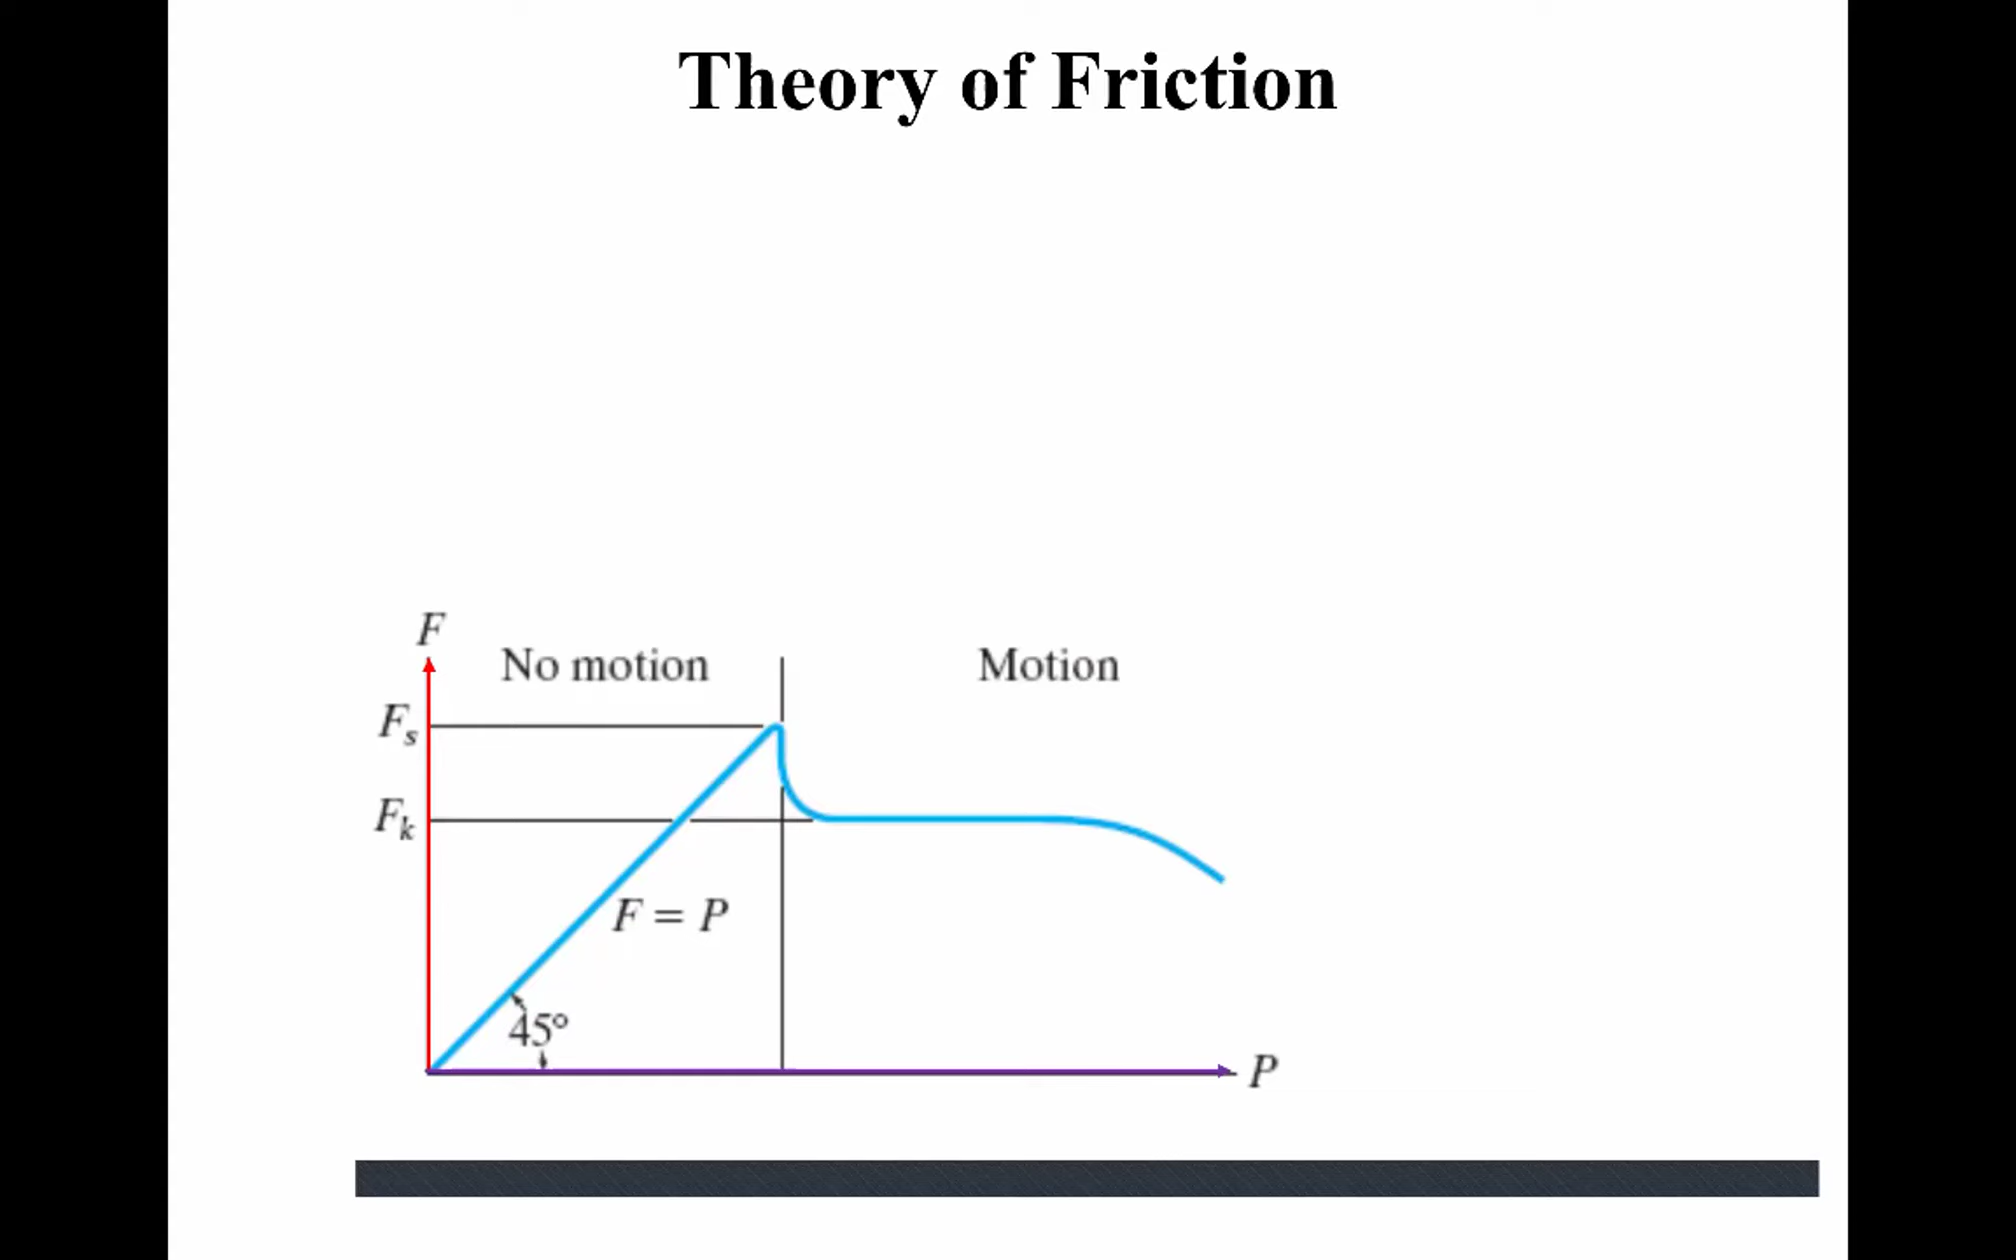 Theory of Friction
F
No motion
Motion
Fs
Fk
F = P
45°
P